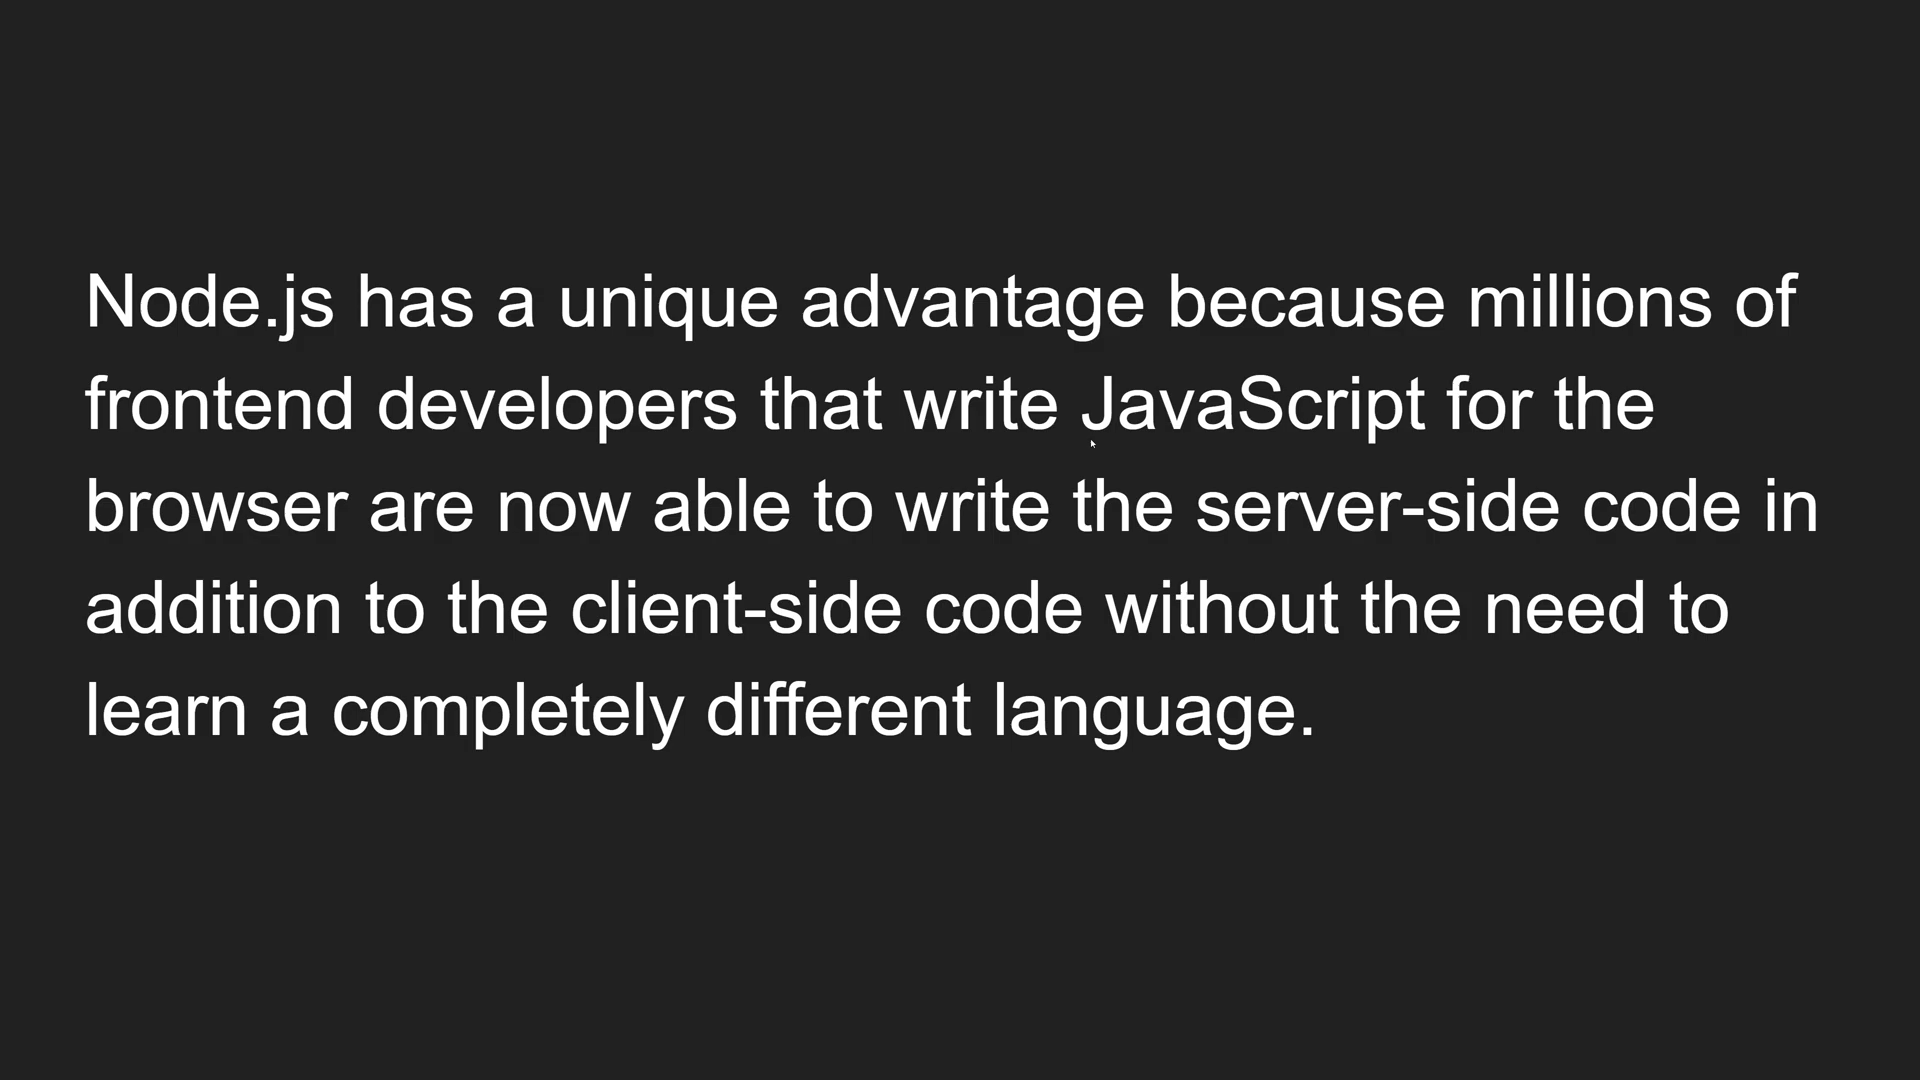 Node.js has a unique advantage because millions of
frontend developers that write JavaScript for the
browser are now able to write the server-side code in
addition to the client-side code without the need to
learn a completely different language.